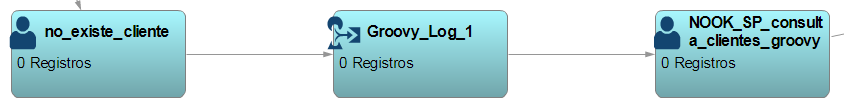 no_existe_cliente
0 Registros
Groovy_Log_1
0 Registros
NOOK_SP_consult
a_clientes_groovy
0 Registros